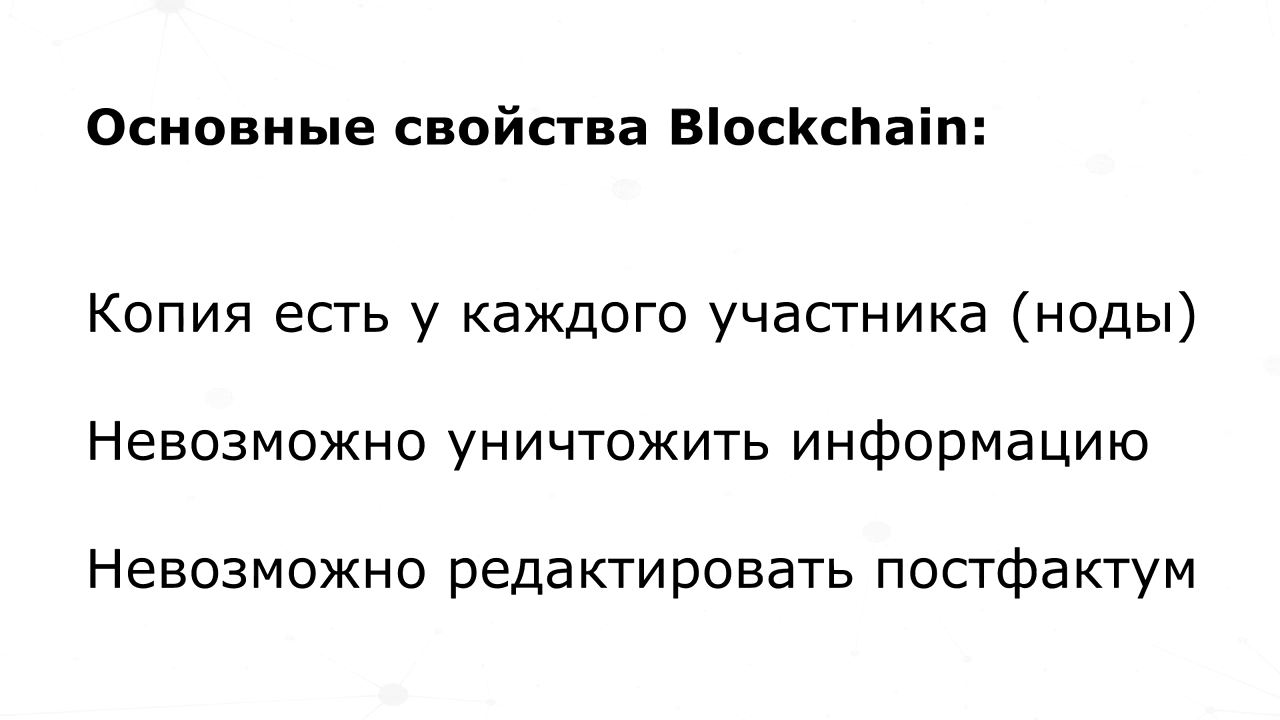 Основные свойства Blockchain:
Копия есть у каждого участника (ноды)
Невозможно уничтожить информацию
Невозможно редактировать постфактум